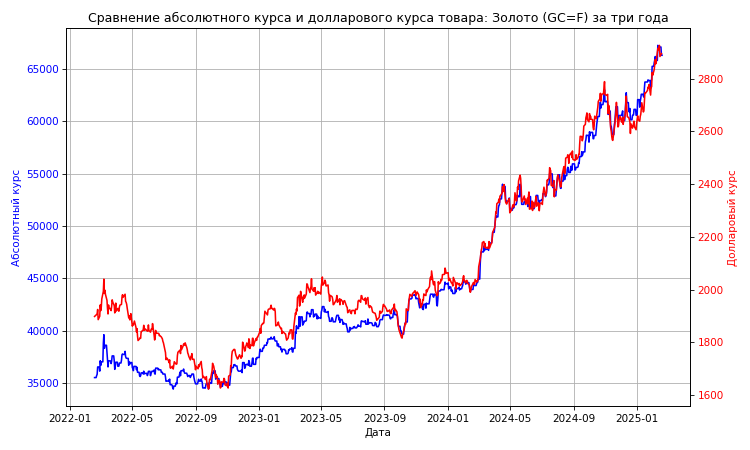 Сравнение абсолютного курса и долларового курса товара: Золото (GC=F) за три года
Абсолютный курс
65000
60000
55000
50000
45000
40000
35000
2800
2600
2400
2200
2000
1800
1600
Долларовый курс
2022-01 2022-05 2022-09 2023-01 2023-05 2023-09 2024-01 2024-05 2024-09 2025-01
Дата